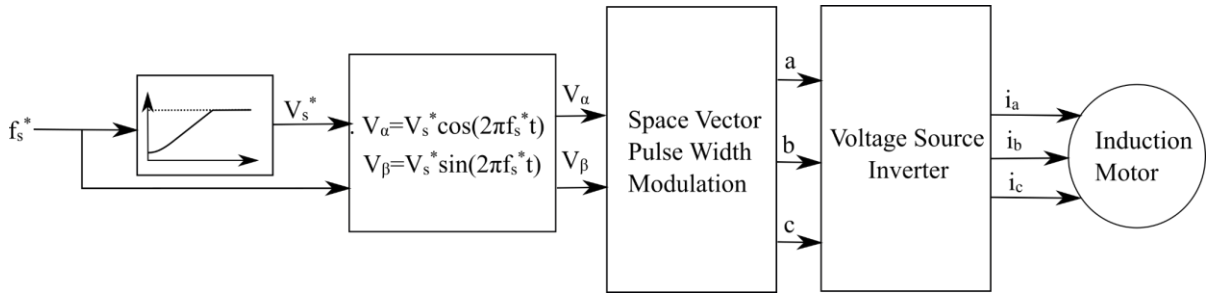 f_s^*
V_s^*
. V_α=V_s^*cos(2πf_s^*t)
V_β=V_s^*sin(2πf_s^*t)
V_α
V_β
Space Vector
Pulse Width
Modulation
a
b
c
Voltage Source
Inverter
i_a
i_b
i_c
Induction
Motor